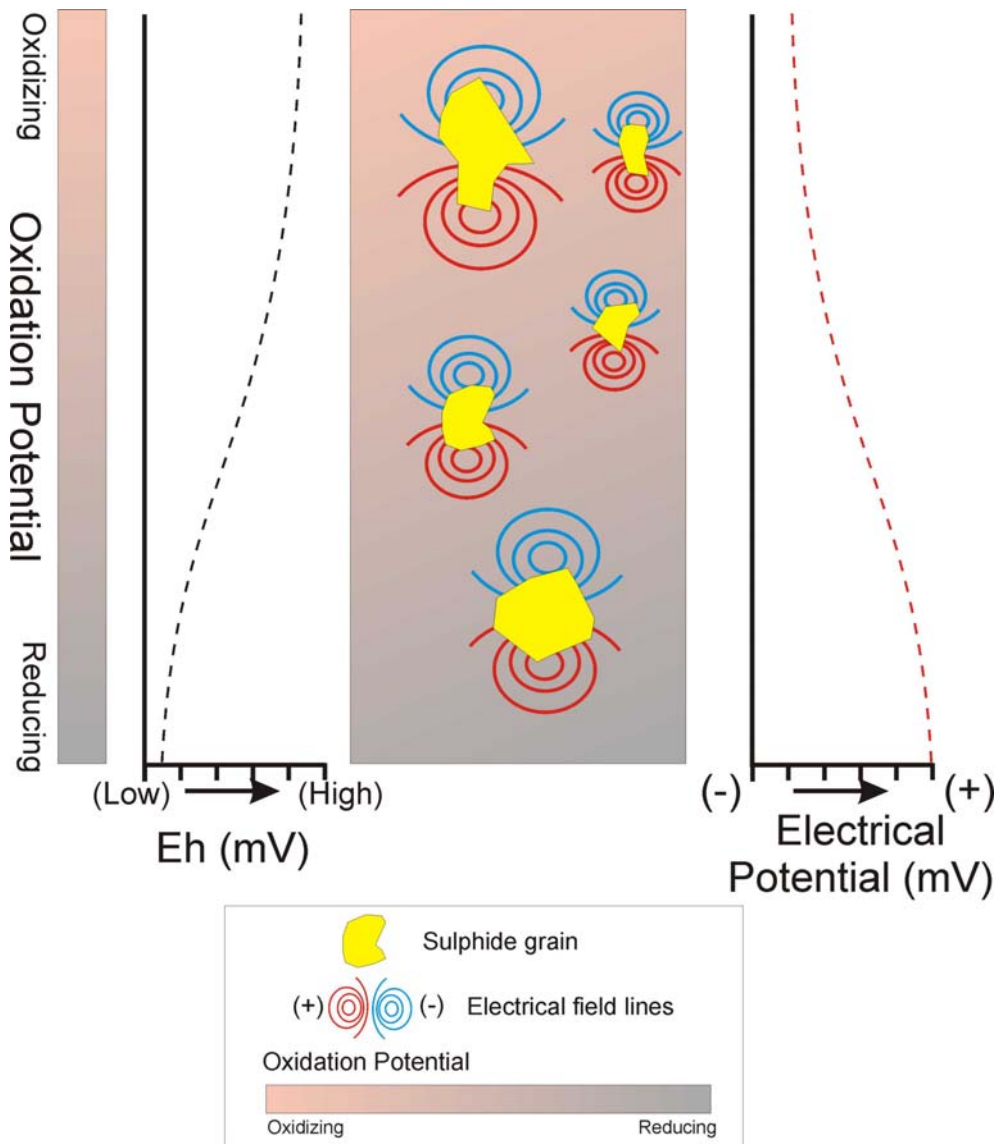 Oxidizing
Oxidation Potential
Reducing
(Low)
(High)
Eh (mV)
(-)
(+)
Electrical
Potential (mV)
Sulphide grain
(+)
(-)
Electrical field lines
Oxidation Potential
Oxidizing
Reducing